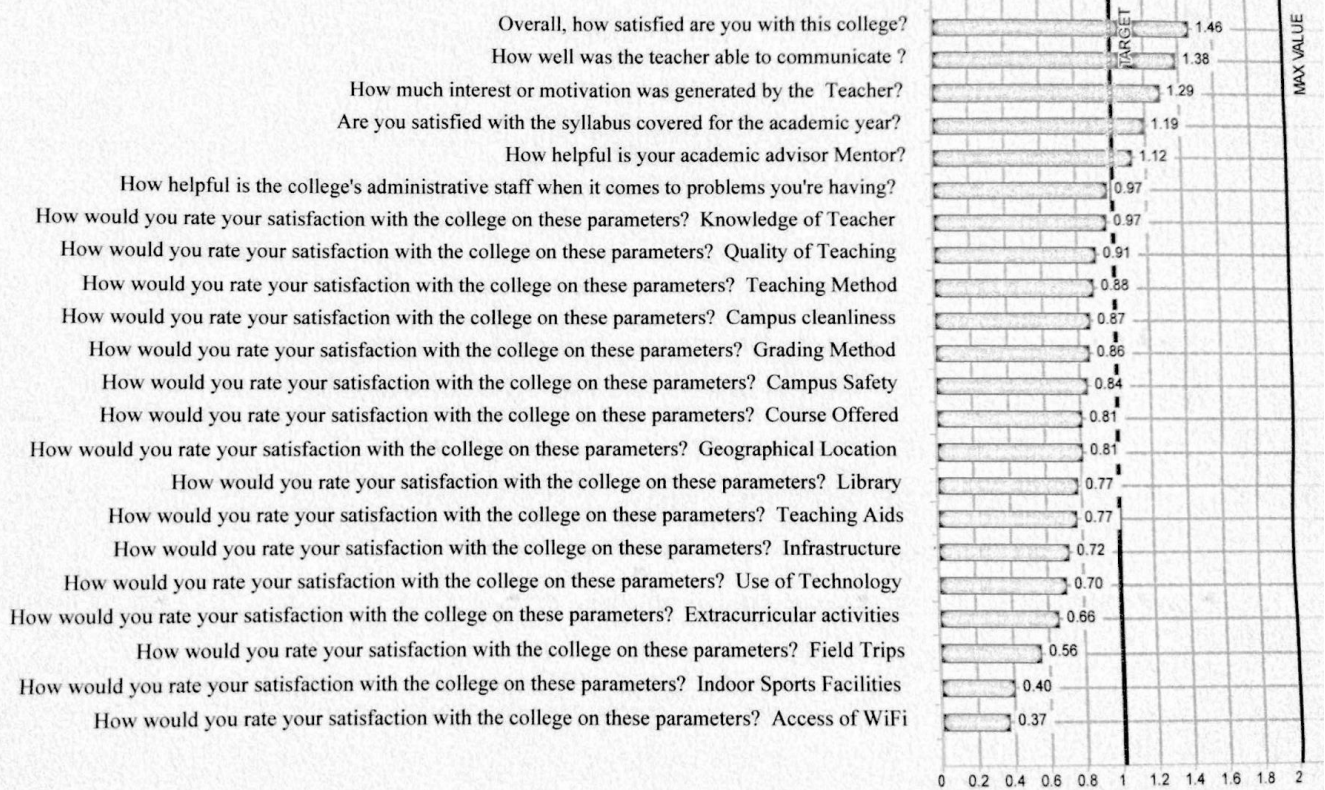 Overall, how satisfied are you with this college? 1.46
How well was the teacher able to communicate ? 1.38
How much interest or motivation was generated by the Teacher? 1.29
Are you satisfied with the syllabus covered for the academic year? 1.19
How helpful is your academic advisor Mentor? 1.12
How helpful is the college's administrative staff when it comes to problems you're having? 0.97
How would you rate your satisfaction with the college on these parameters? Knowledge of Teacher 0.97
How would you rate your satisfaction with the college on these parameters? Quality of Teaching 0.91
How would you rate your satisfaction with the college on these parameters? Teaching Method 0.88
How would you rate your satisfaction with the college on these parameters? Campus cleanliness 0.87
How would you rate your satisfaction with the college on these parameters? Grading Method 0.86
How would you rate your satisfaction with the college on these parameters? Campus Safety 0.84
How would you rate your satisfaction with the college on these parameters? Course Offered 0.81
How would you rate your satisfaction with the college on these parameters? Geographical Location 0.81
How would you rate your satisfaction with the college on these parameters? Library 0.77
How would you rate your satisfaction with the college on these parameters? Teaching Aids 0.77
How would you rate your satisfaction with the college on these parameters? Infrastructure 0.72
How would you rate your satisfaction with the college on these parameters? Use of Technology 0.70
How would you rate your satisfaction with the college on these parameters? Extracurricular activities 0.66
How would you rate your satisfaction with the college on these parameters? Field Trips 0.56
How would you rate your satisfaction with the college on these parameters? Indoor Sports Facilities 0.40
How would you rate your satisfaction with the college on these parameters? Access of WiFi 0.37
0 0.2 0.4 0.6 0.8 1 1.2 1.4 1.6 1.8 2
TARGET
MAX VALUE